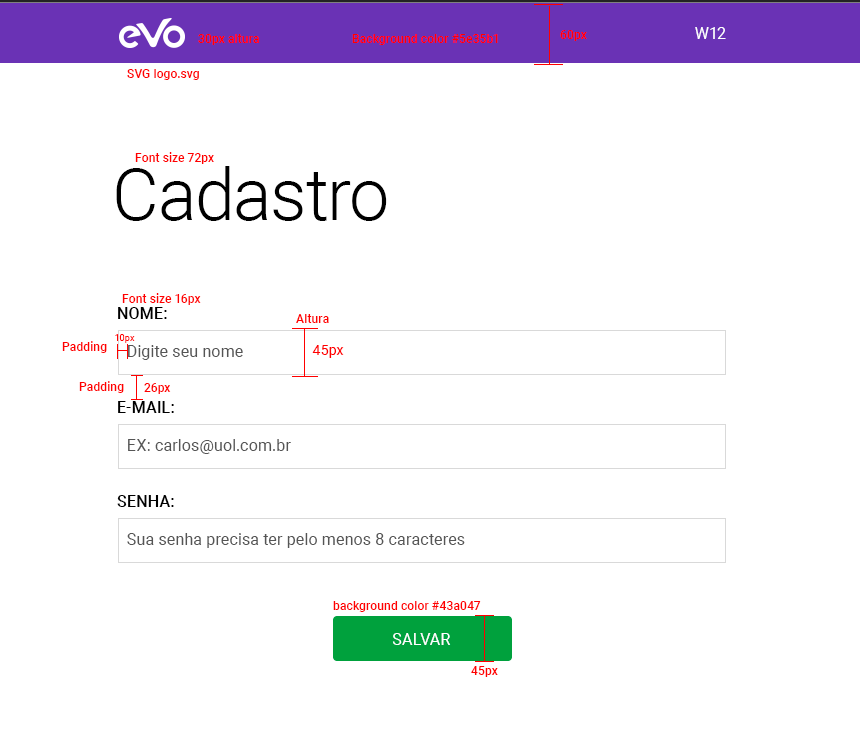 evo
30px altura
Background color #5e35b1
60px
W12
SVG logo.svg
Font size 72px
Cadastro
Font size 16px
NOME:
Altura
10px
Padding
Digite seu nome
45px
Padding
26px
E-MAIL:
EX: carlos@uol.com.br
SENHA:
Sua senha precisa ter pelo menos 8 caracteres
background color #43a047
SALVAR
45px